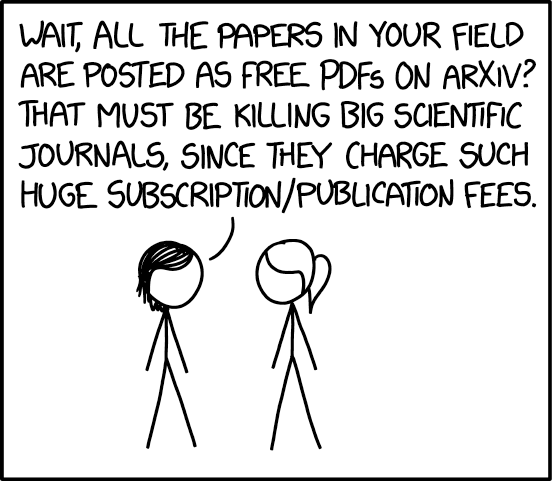 WAIT, ALL THE PAPERS IN YOUR FIELD
ARE POSTED AS FREE PDFs ON ARXIV?
THAT MUST BE KILLING BIG SCIENTIFIC
JOURNALS, SINCE THEY CHARGE SUCH
HUGE SUBSCRIPTION/PUBLICATION FEES.